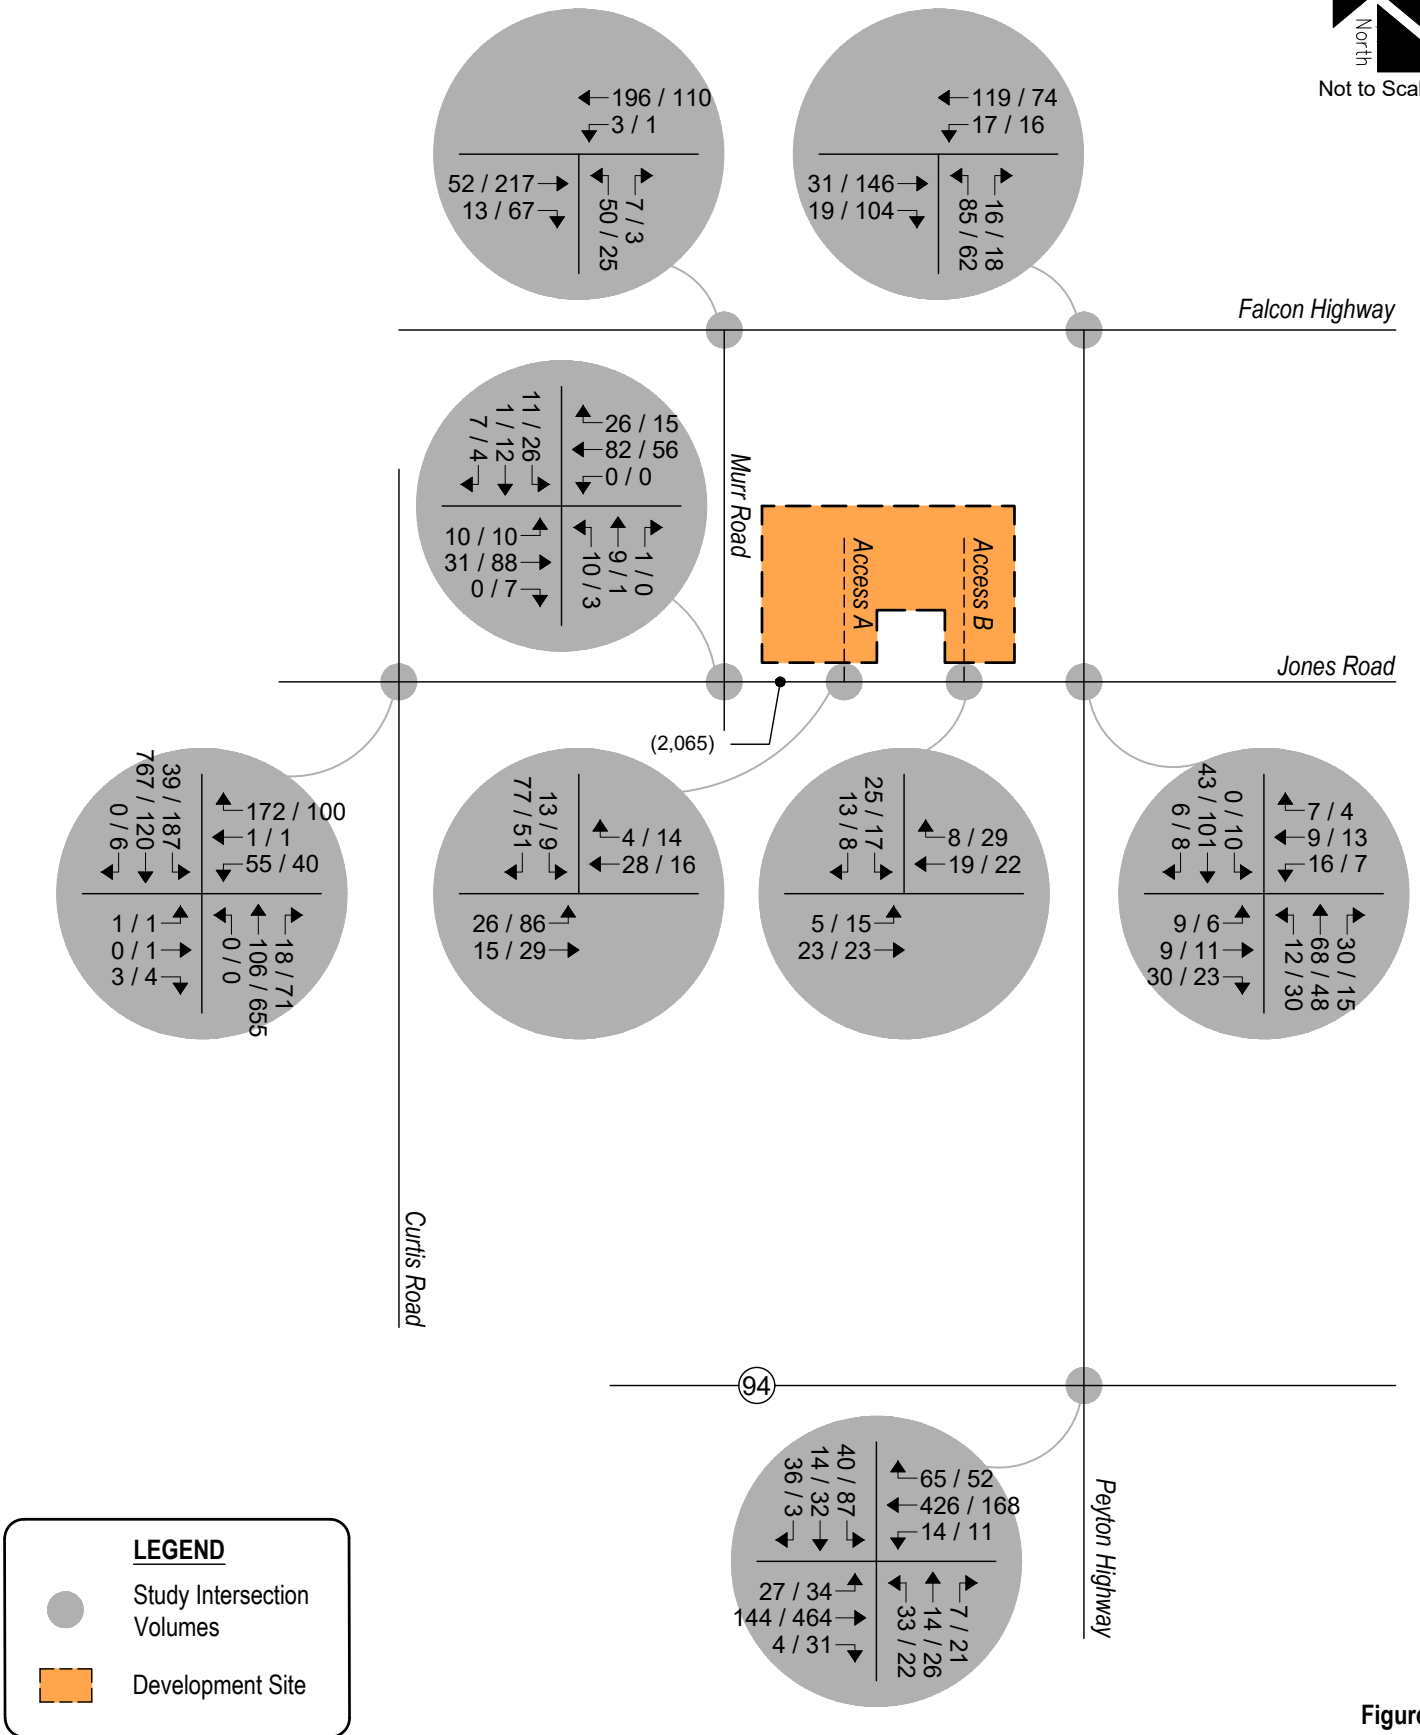 North
Not to Scal
196 / 110
3 / 1
52 / 217
13 / 67
50 / 25
7 / 3
119 / 74
17 / 16
31 / 146
19 / 104
85 / 62
16 / 18
Falcon Highway
7 / 4
1 / 12
11 / 26
26 / 15
82 / 56
0 / 0
10 / 10
31 / 88
0 / 7
10 / 3
9 / 1
1 / 0
Murr Road
Access A
Access B
Jones Road
(2,065)
0 / 6
767 / 120
39 / 187
172 / 100
1 / 1
55 / 40
1 / 1
0 / 1
3 / 4
0 / 0
106 / 655
18 / 71
77 / 51
13 / 9
4 / 14
28 / 16
26 / 86
15 / 29
13 / 8
25 / 17
8 / 29
19 / 22
5 / 15
23 / 23
6 / 8
43 / 101
0 / 10
7 / 4
9 / 13
16 / 7
9 / 6
9 / 11
30 / 23
12 / 30
68 / 48
30 / 15
Curtis Road
94
36 / 3
14 / 32
40 / 87
65 / 52
426 / 168
14 / 11
27 / 34
144 / 464
4 / 31
33 / 22
14 / 26
7 / 21
Peyton Highway
LEGEND
Study Intersection
Volumes
Development Site
Figure